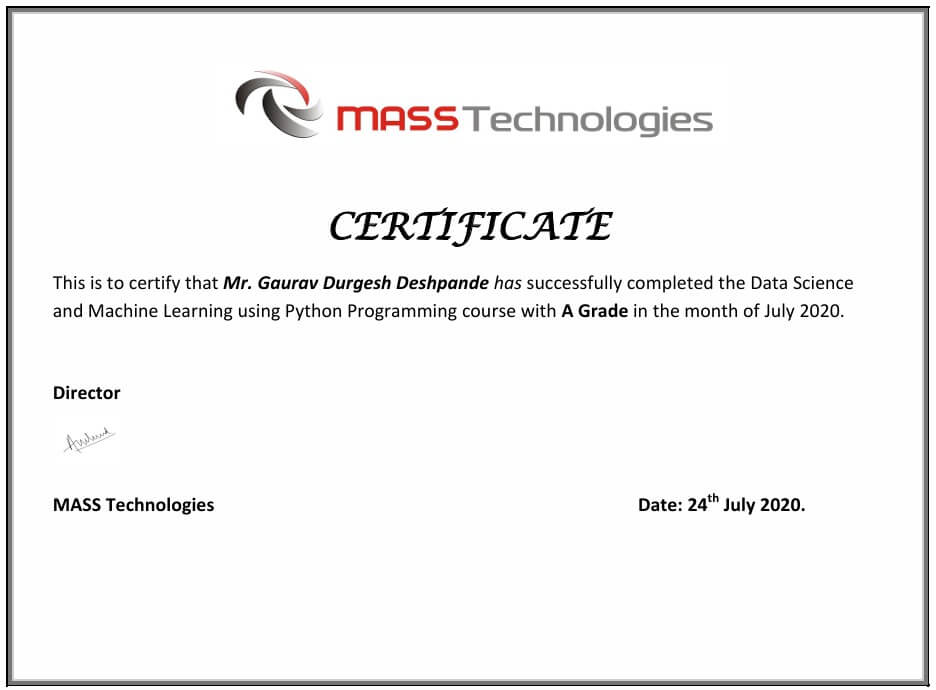 MASS Technologies
CERTIFICATE
This is to certify that Mr. Gaurav Durgesh Deshpande has successfully completed the Data Science
and Machine Learning using Python Programming course with A Grade in the month of July 2020.
Director
MASS Technologies Date: 24th July 2020.